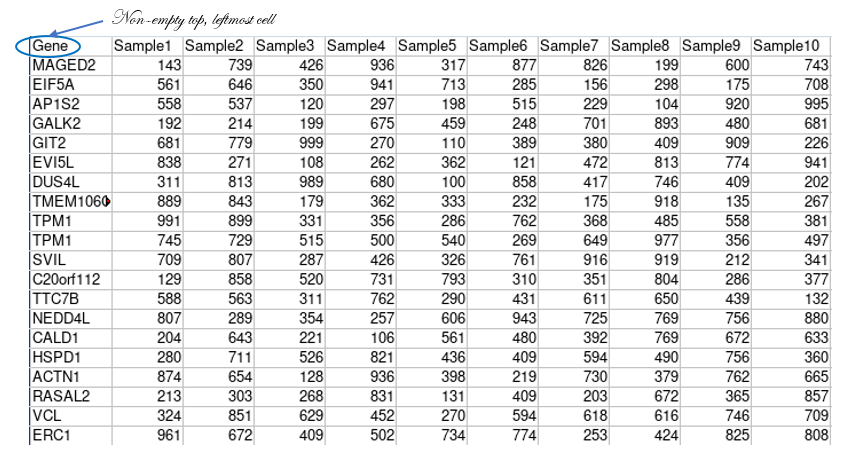 Non-empty top, leftmost cell
Gene Sample1 Sample2 Sample3 Sample4 Sample5 Sample6 Sample7 Sample8 Sample9 Sample10
MAGED2 143 739 426 936 317 877 826 199 600 743
EIF5A 561 646 350 941 713 285 156 298 175 708
AP1S2 558 537 120 297 198 515 229 104 920 995
GALK2 192 214 199 675 459 248 701 893 480 681
GIT2 681 779 999 270 110 389 380 409 909 226
EVI5L 838 271 108 262 362 121 472 813 774 941
DUS4L 311 813 989 680 100 858 417 746 409 202
TMEM1060 889 843 179 362 333 232 175 918 135 267
TPM1 991 899 331 356 286 762 368 485 558 381
TPM1 745 729 515 500 540 269 649 977 356 497
SVIL 709 807 287 426 326 761 916 919 212 341
C20orf112 129 858 520 731 793 310 351 804 286 377
TTC7B 588 563 311 762 290 431 611 650 439 132
NEDD4L 807 289 354 257 606 943 725 769 756 880
CALD1 204 643 221 106 561 480 392 769 672 633
HSPD1 280 711 526 821 436 409 594 490 756 360
ACTN1 874 654 128 936 398 219 730 379 762 665
RASAL2 213 303 268 831 131 409 203 672 365 857
VCL 324 851 629 452 270 594 618 616 746 709
ERC1 961 672 409 502 734 774 253 424 825 808